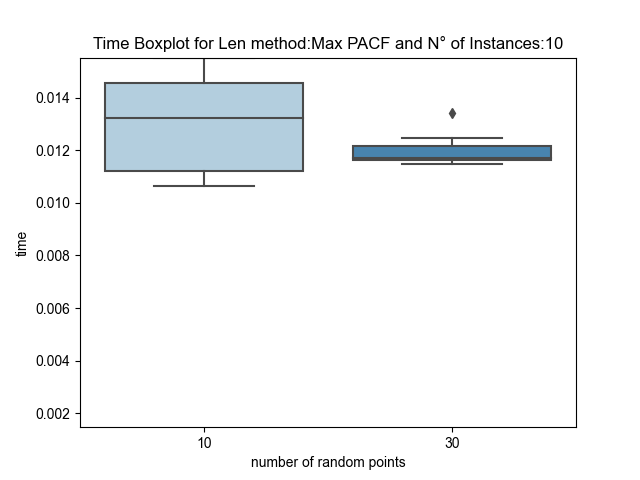 Time Boxplot for Len method:Max PACF and N° of Instances:10
0.014
0.012
0.010
0.008
0.006
0.004
0.002
time
10 30
number of random points